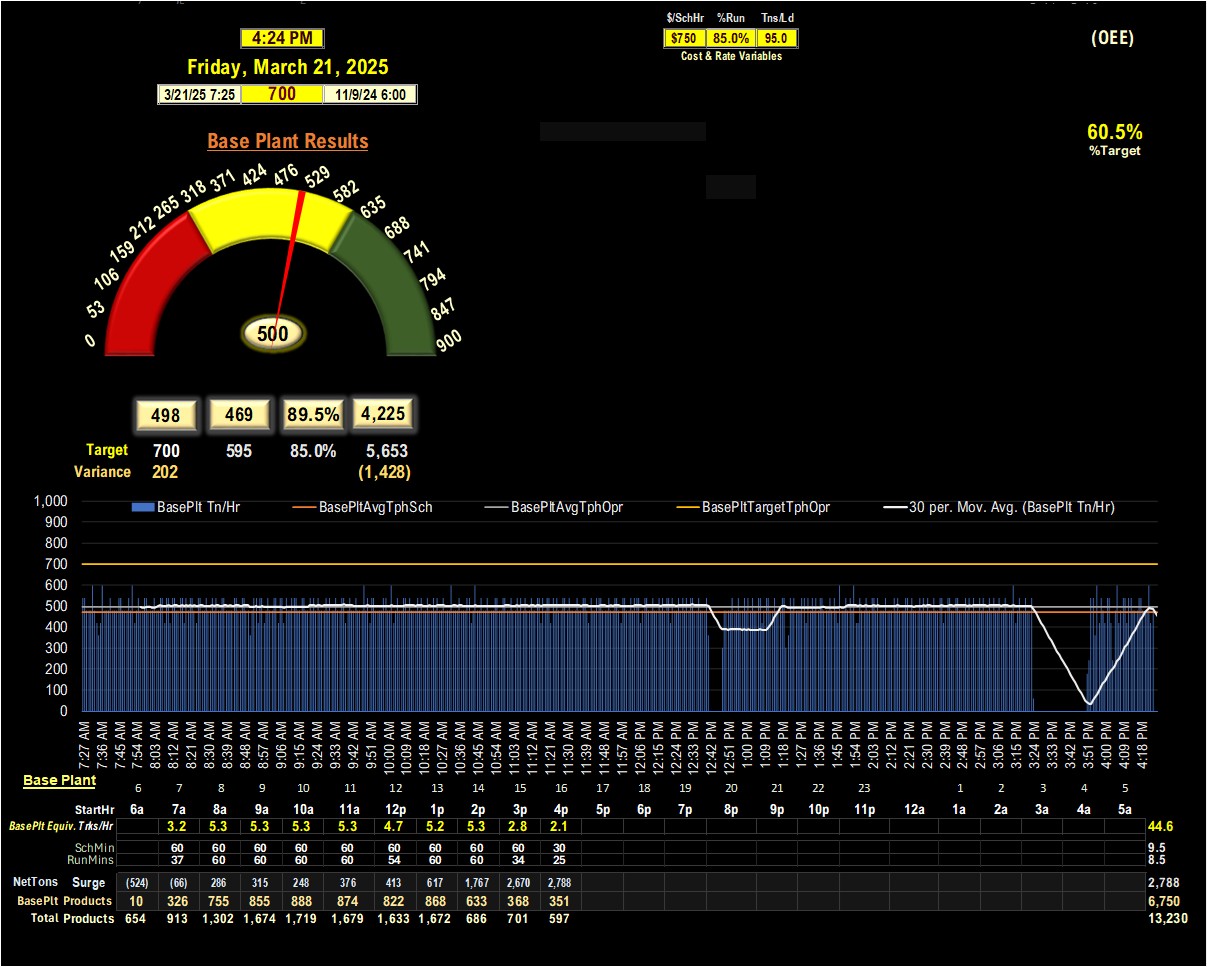 $/SchHr %Run Tns/Ld
4:24 PM $750 85.0% 95.0 (OEE)
Cost & Rate Variables
Friday, March 21, 2025
3/21/25 7:25 700 11/9/24 6:00
60.5%
Base Plant Results
%Target
0 53 106 159 212 265 318 371 424 476 529 582 635 688 741 794 847 900
500
498 469 89.5% 4,225
Target 700 595 85.0% 5,653
Variance 202 (1,428)
BasePlt Tn/Hr BasePltAvgTphSch BasePltAvgTphOpr BasePltTargetTphOpr 30 per. Mov. Avg. (BasePlt Tn/Hr)
1,000
900
800
700
600
500
400
300
200
100
0
7:27 AM 7:36 AM 7:45 AM 7:54 AM 8:03 AM 8:12 AM 8:21 AM 8:30 AM 8:39 AM 8:48 AM 8:57 AM 9:06 AM 9:15 AM 9:24 AM 9:33 AM 9:42 AM 9:51 AM 10:00 AM 10:09 AM 10:18 AM 10:27 AM 10:36 AM 10:45 AM 10:54 AM 11:03 AM 11:12 AM 11:21 AM 11:30 AM 11:39 AM 11:48 AM 11:57 AM 12:06 PM 12:15 PM 12:24 PM 12:33 PM 12:42 PM 12:51 PM 1:00 PM 1:09 PM 1:18 PM 1:27 PM 1:36 PM 1:45 PM 1:54 PM 2:03 PM 2:12 PM 2:21 PM 2:30 PM 2:39 PM 2:48 PM 2:57 PM 3:06 PM 3:15 PM 3:24 PM 3:33 PM 3:42 PM 3:51 PM 4:00 PM 4:09 PM 4:18 PM
Base Plant
6 7 8 9 10 11 12 13 14 15 16 17 18 19 20 21 22 23 1 2 3 4 5
StartHr 6a 7a 8a 9a 10a 11a 12p 1p 2p 3p 4p 5p 6p 7p 8p 9p 10p 11p 12a 1a 2a 3a 4a 5a
BasePlt Equiv. Trks/Hr 3.2 5.3 5.3 5.3 5.3 4.7 5.2 5.3 2.8 2.1 44.6
SchMin 60 60 60 60 60 60 60 60 60 30 9.5
RunMins 37 60 60 60 60 54 60 60 34 25 8.5
NetTons Surge (524) (66) 286 315 248 376 413 617 1,767 2,670 2,788 2,788
BasePlt Products 10 326 755 855 888 874 822 868 633 368 351 6,750
Total Products 654 913 1,302 1,674 1,719 1,679 1,633 1,672 686 701 597 13,230